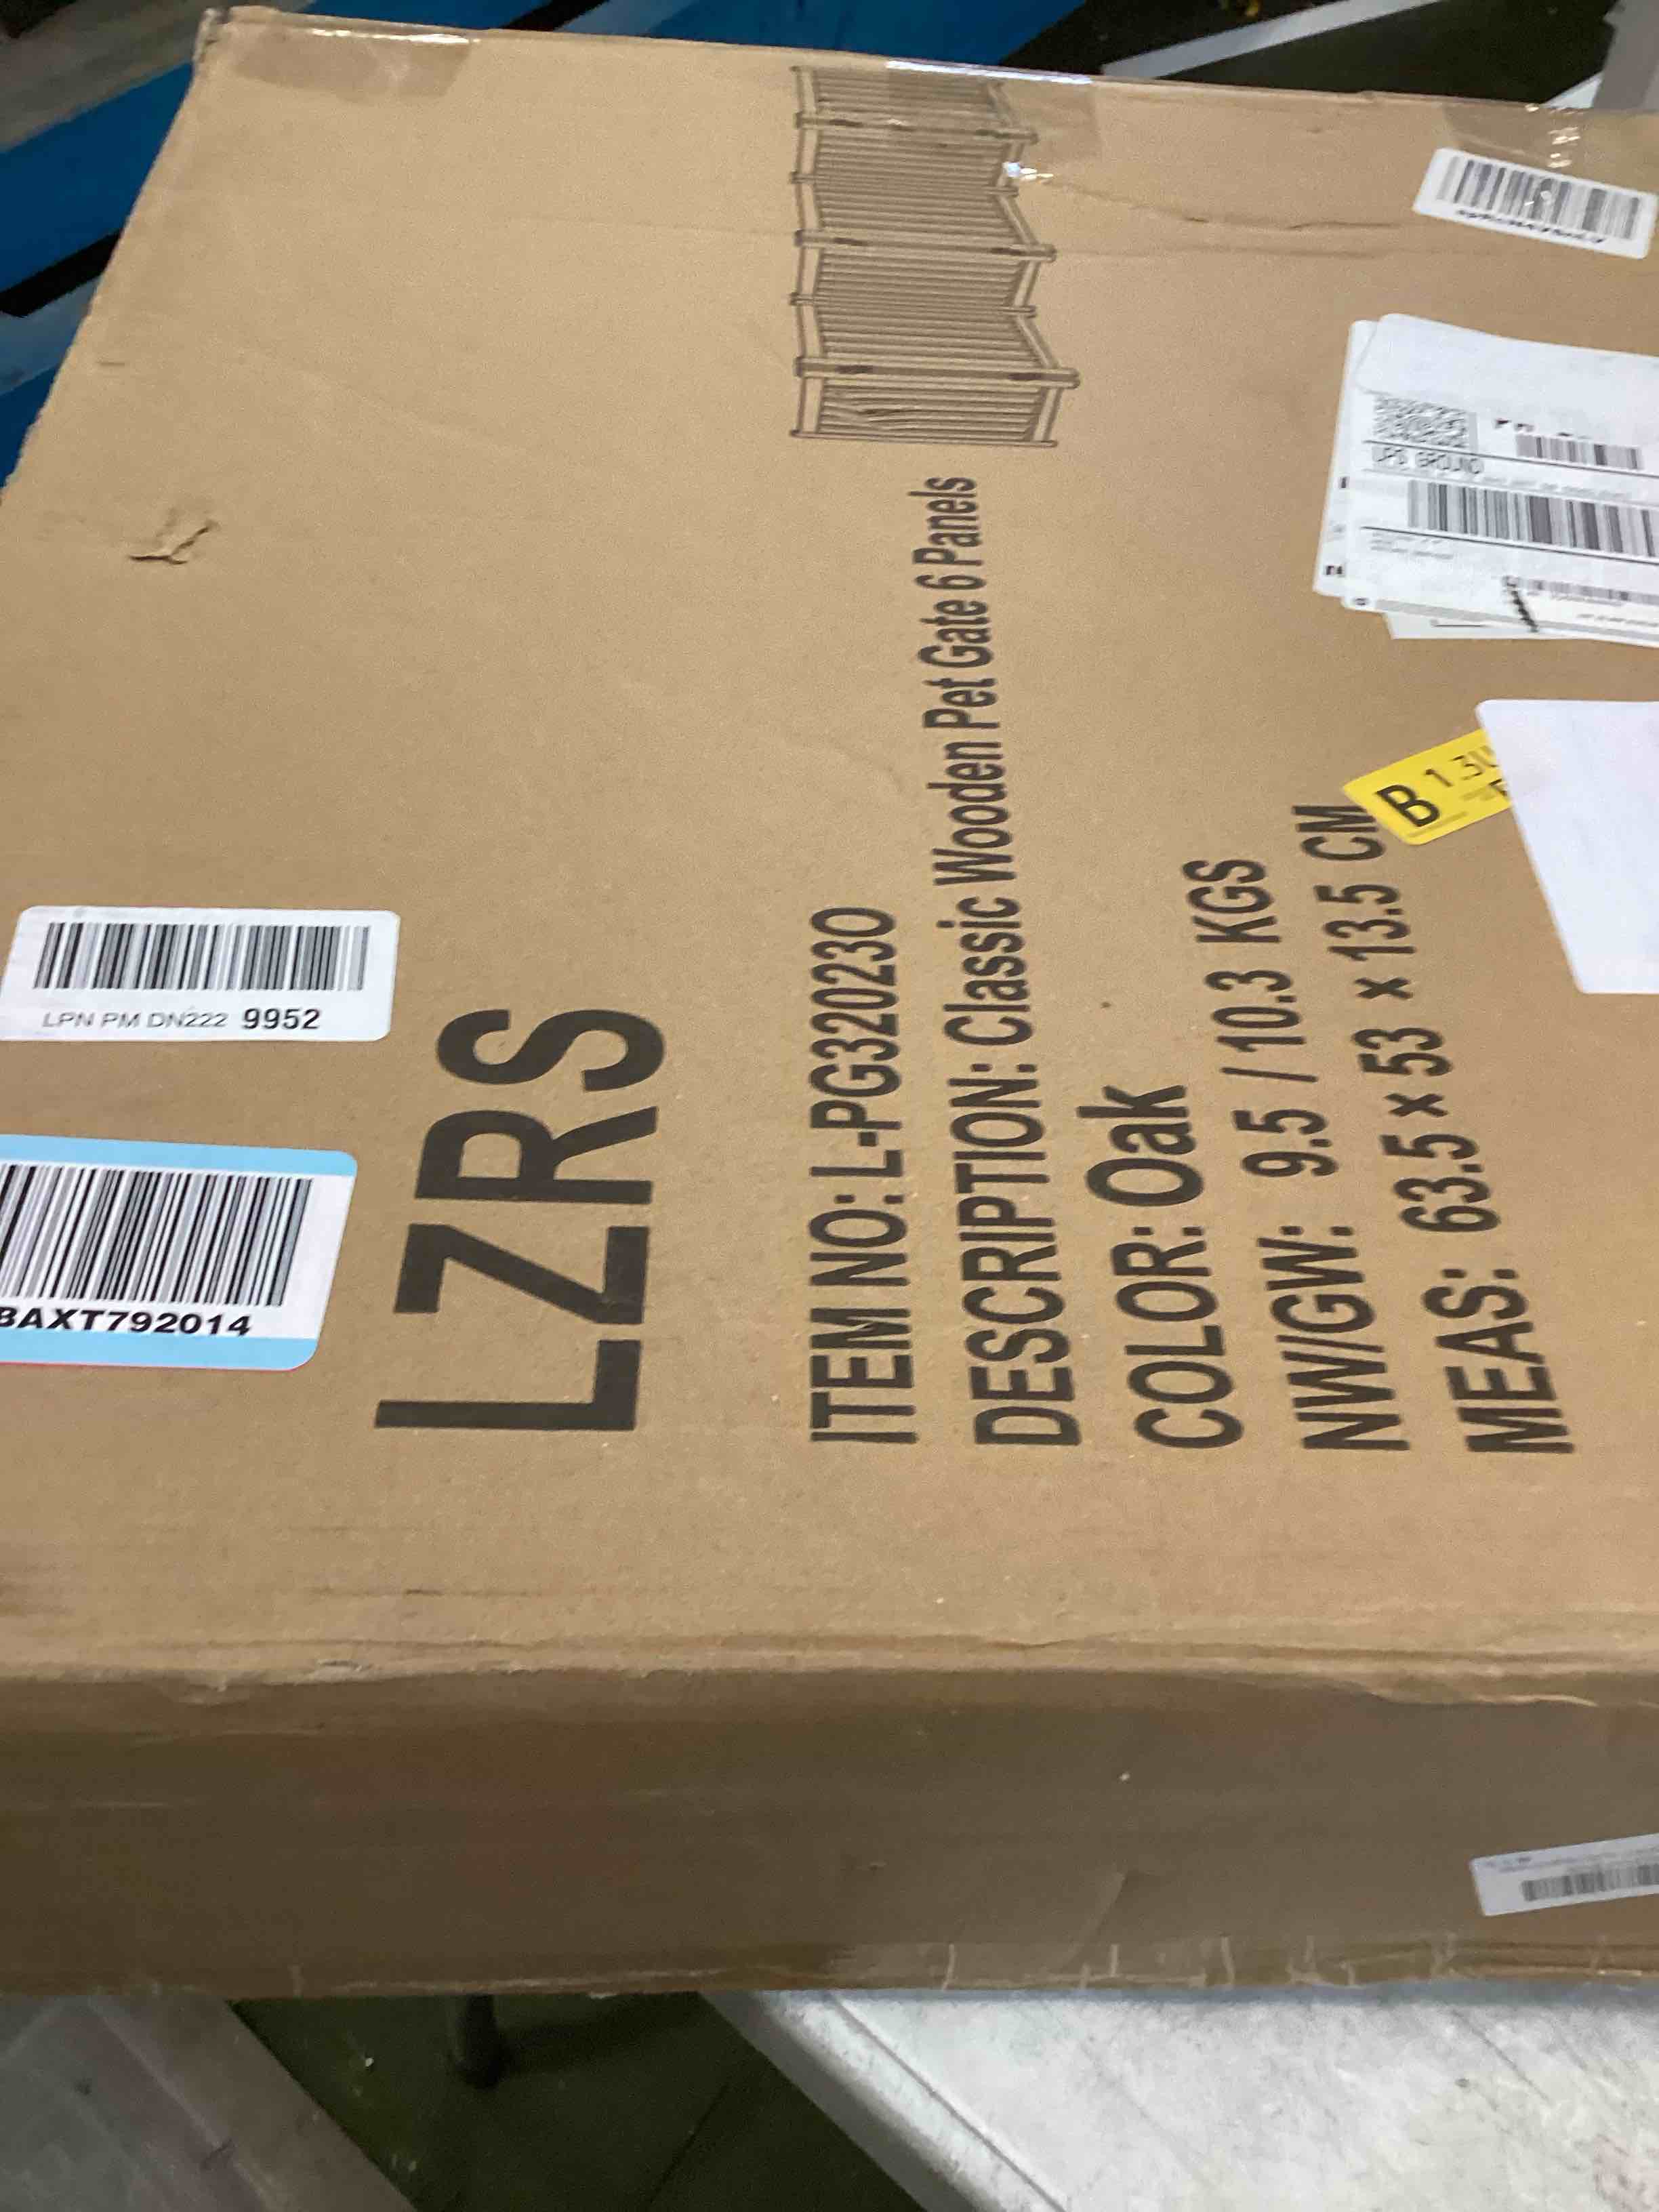 LZRS
ITEM NO: L-PG32023O
DESCRIPTION: Classic Wooden Pet Gate 6 Panels
COLOR: Oak
NW/GW: 9.5 / 10.3 KGS
MEAS: 63.5 × 53 × 13.5 CM
LPN PM DN222 9952
BAXT792014
UPS GROUND
B